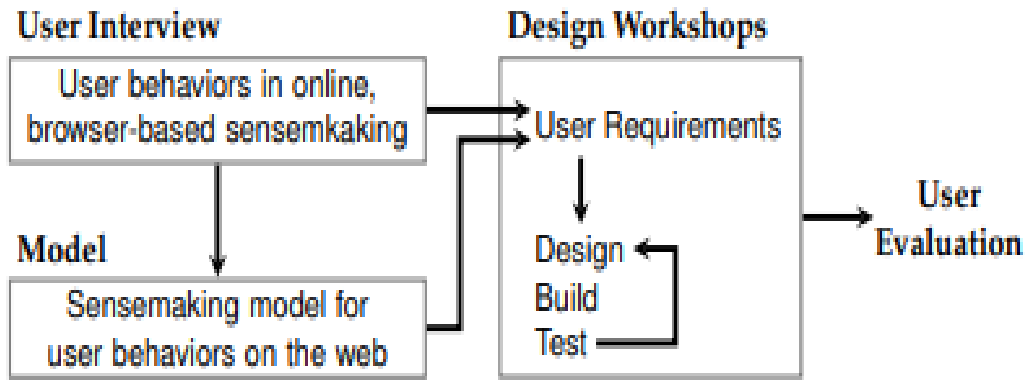 User Interview
User behaviors in online,
browser-based sensemkaking
Model
Sensemaking model for
user behaviors on the web
Design Workshops
User Requirements
Design
Build
Test
User
Evaluation